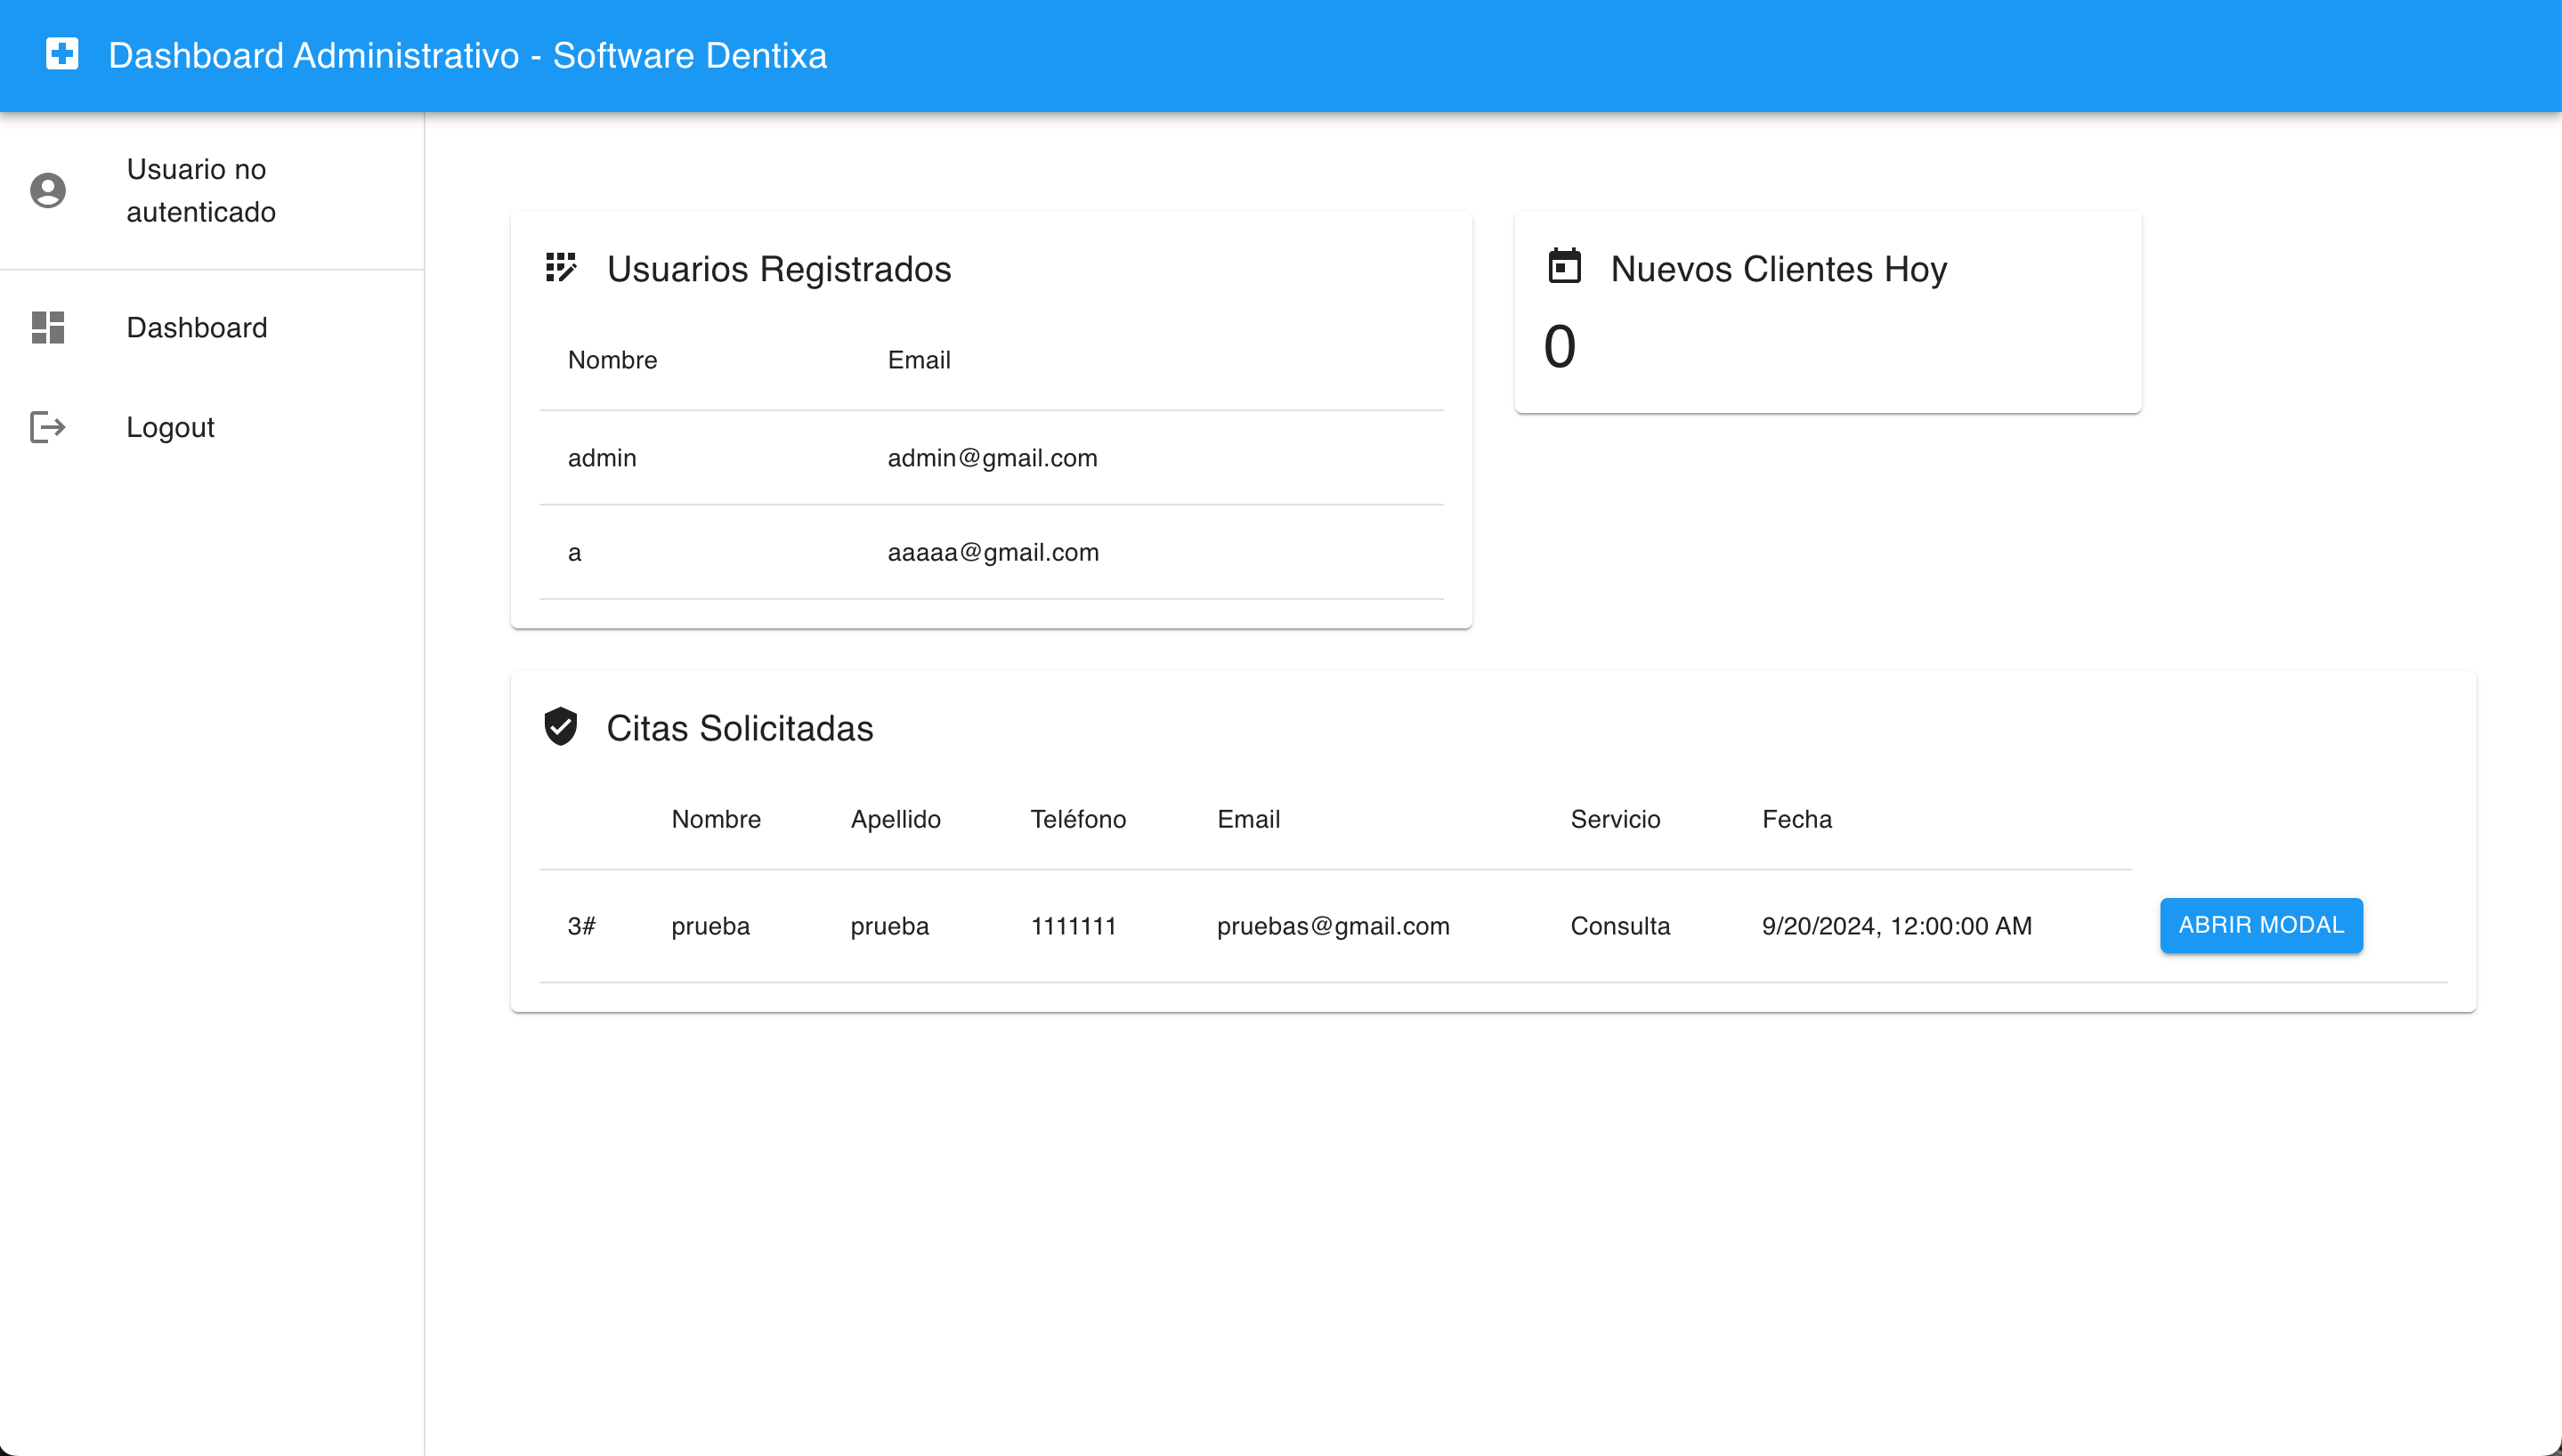 Dashboard Administrativo - Software Dentixa
Usuario no
autenticado
Dashboard
Logout
Usuarios Registrados
Nombre Email
admin admin@gmail.com
a aaaaa@gmail.com
Nuevos Clientes Hoy
0
Citas Solicitadas
Nombre Apellido Teléfono Email Servicio Fecha
3# prueba prueba 1111111 pruebas@gmail.com Consulta 9/20/2024, 12:00:00 AM ABRIR MODAL